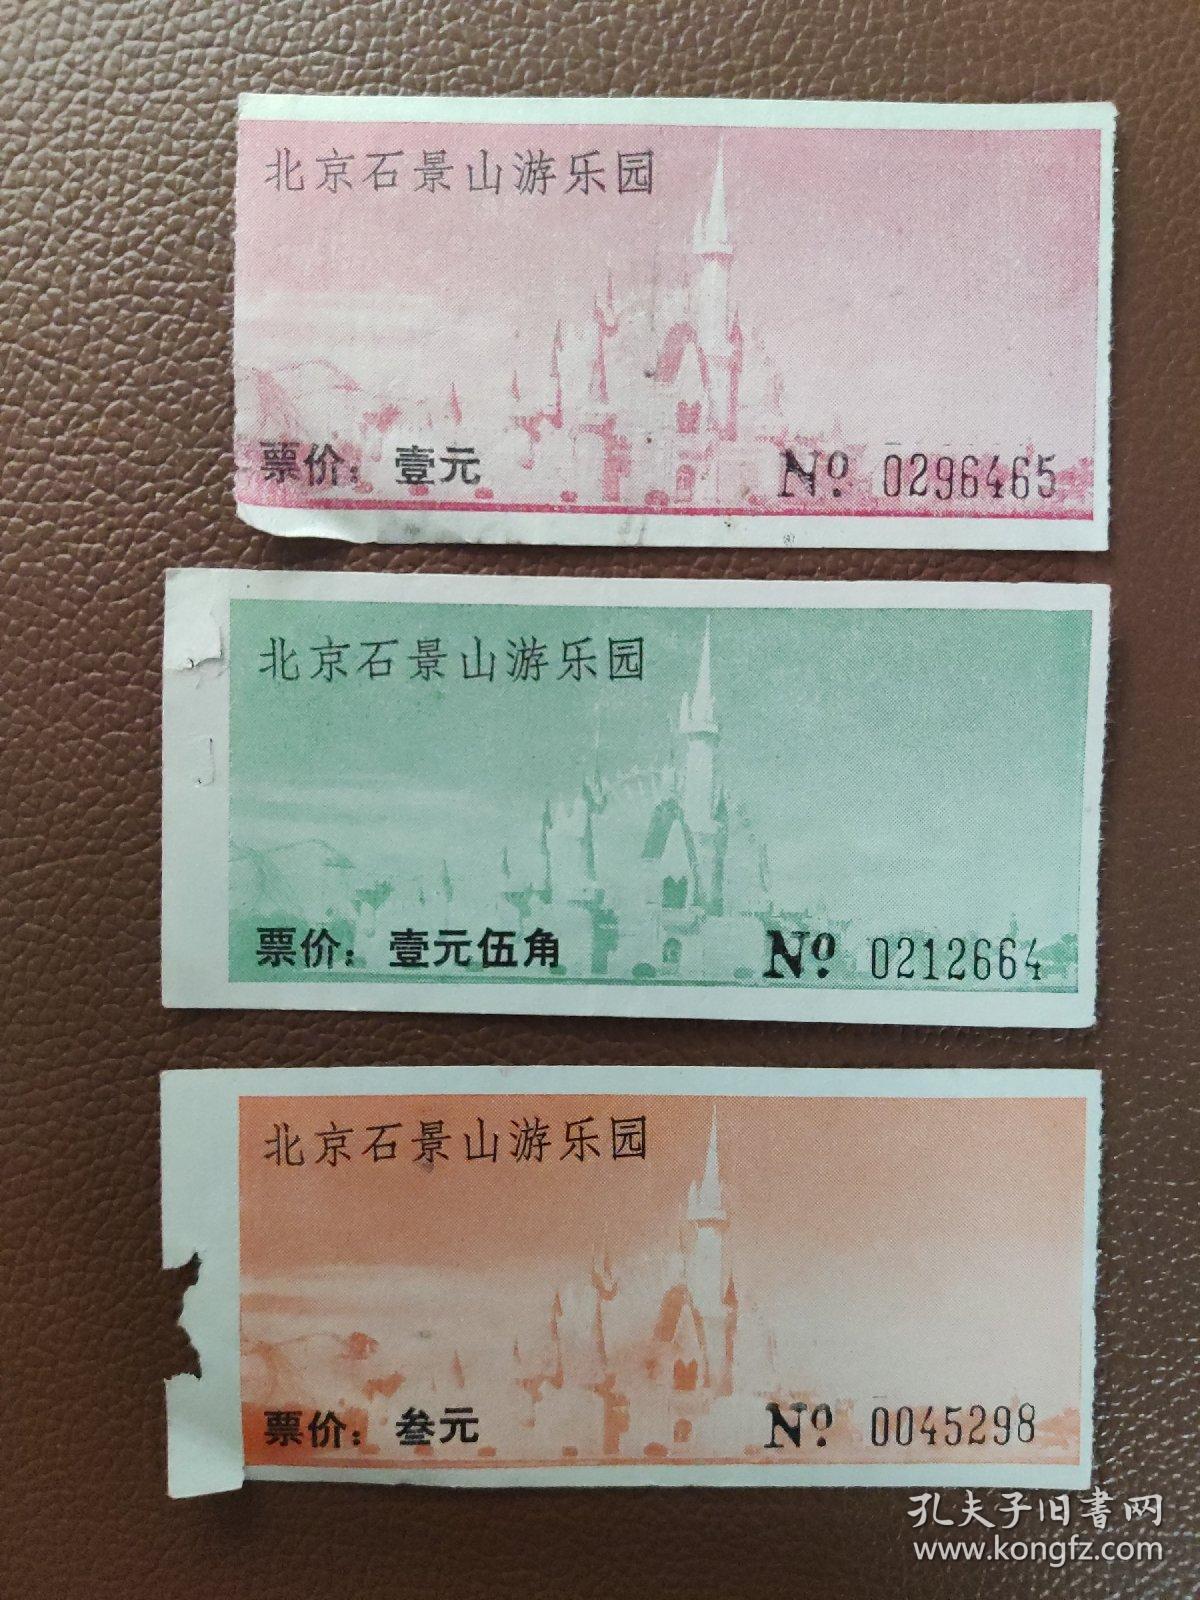 北京石景山游乐园
票价：壹元 Nº 0296465
北京石景山游乐园
票价：壹元伍角 Nº 0212664
北京石景山游乐园
票价：叁元 Nº 0045298
孔夫子旧書网
www.kongfz.com